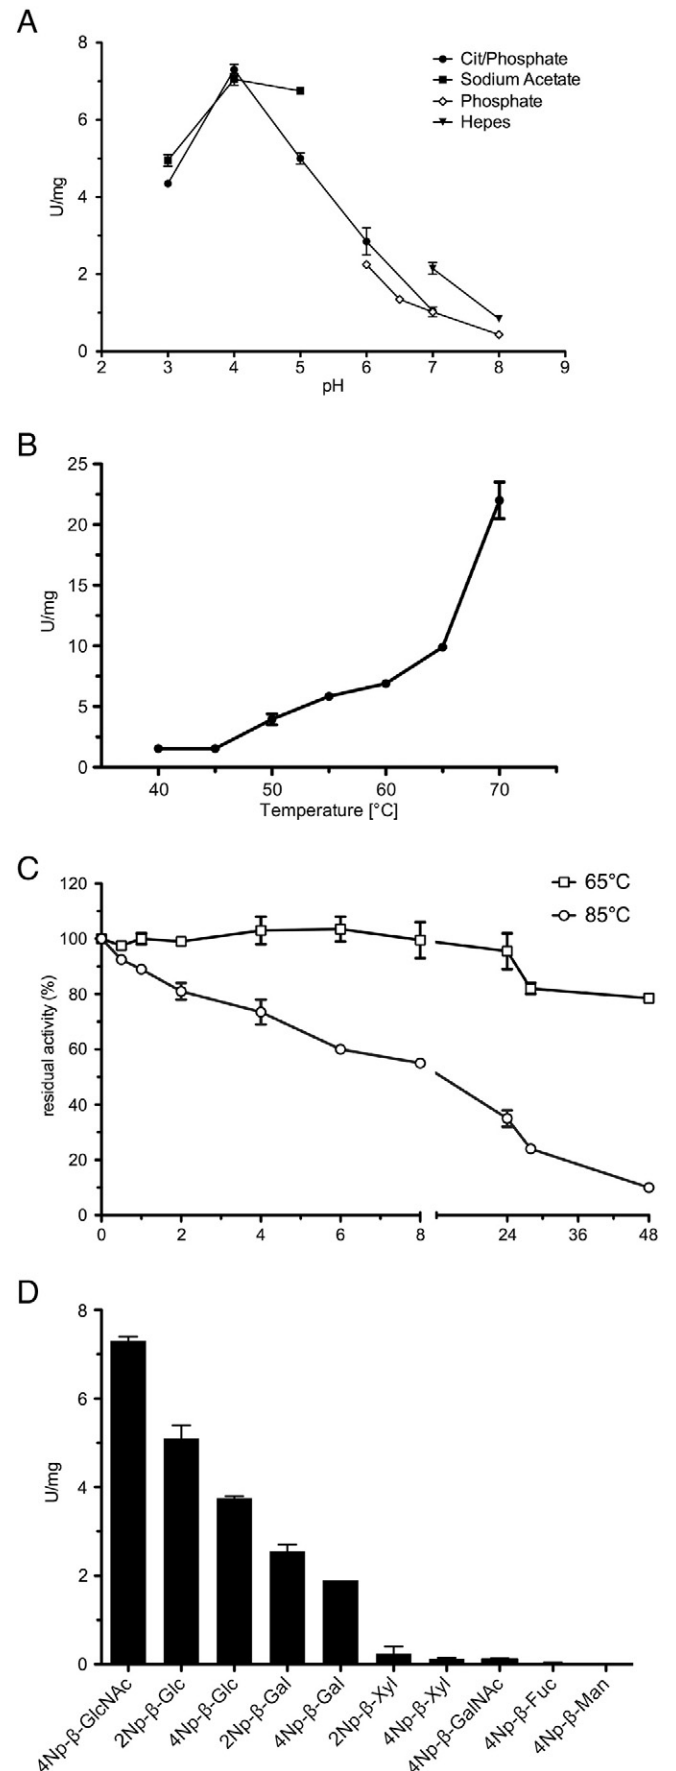 A
8
6
4
2
0
U/mg
2 3 4 5 6 7 8 9
pH
Cit/Phosphate
Sodium Acetate
Phosphate
Hepes
B
25
20
15
10
5
0
U/mg
40 50 60 70
Temperature [°C]
C
120
100
80
60
40
20
0
residual activity (%)
0 2 4 6 8 24 36 48
65°C
85°C
D
8
6
4
2
0
U/mg
4Np-β-GlcNAc
2Np-β-Glc
4Np-β-Glc
2Np-β-Gal
4Np-β-Gal
2Np-β-Xyl
4Np-β-Xyl
4Np-β-GalNAc
4Np-β-Fuc
4Np-β-Man